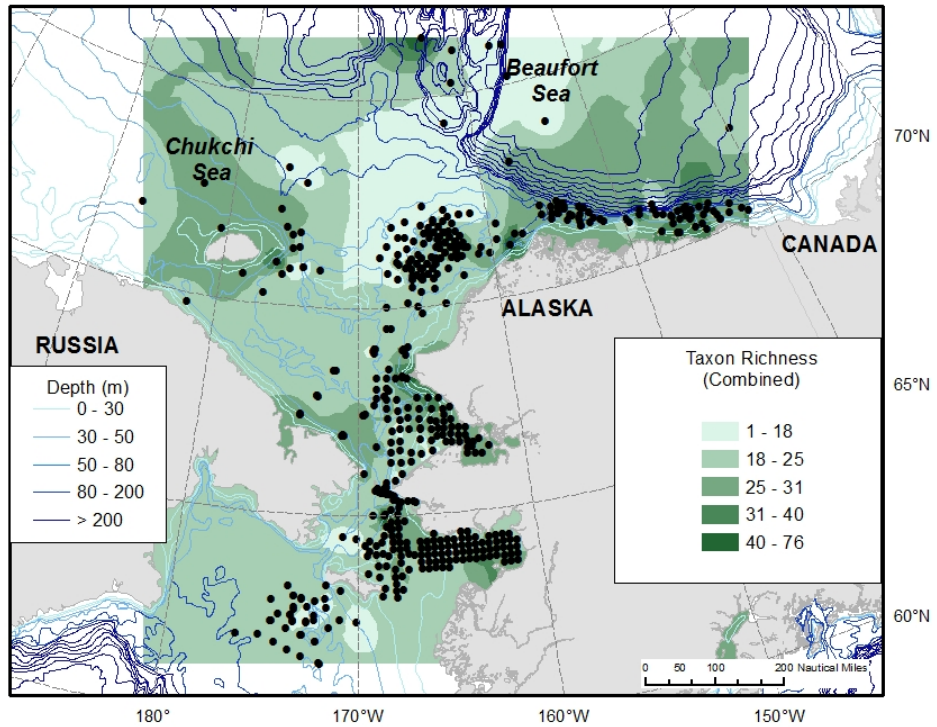 Beaufort
Sea
Chukchi
Sea
70°N
CANADA
ALASKA
RUSSIA
Taxon Richness
(Combined)
1 - 18
18 - 25
25 - 31
31 - 40
40 - 76
Depth (m)
0 - 30
30 - 50
50 - 80
80 - 200
> 200
65°N
60°N
0 50 100 200 Nautical Miles
180° 170°W 160°W 150°W